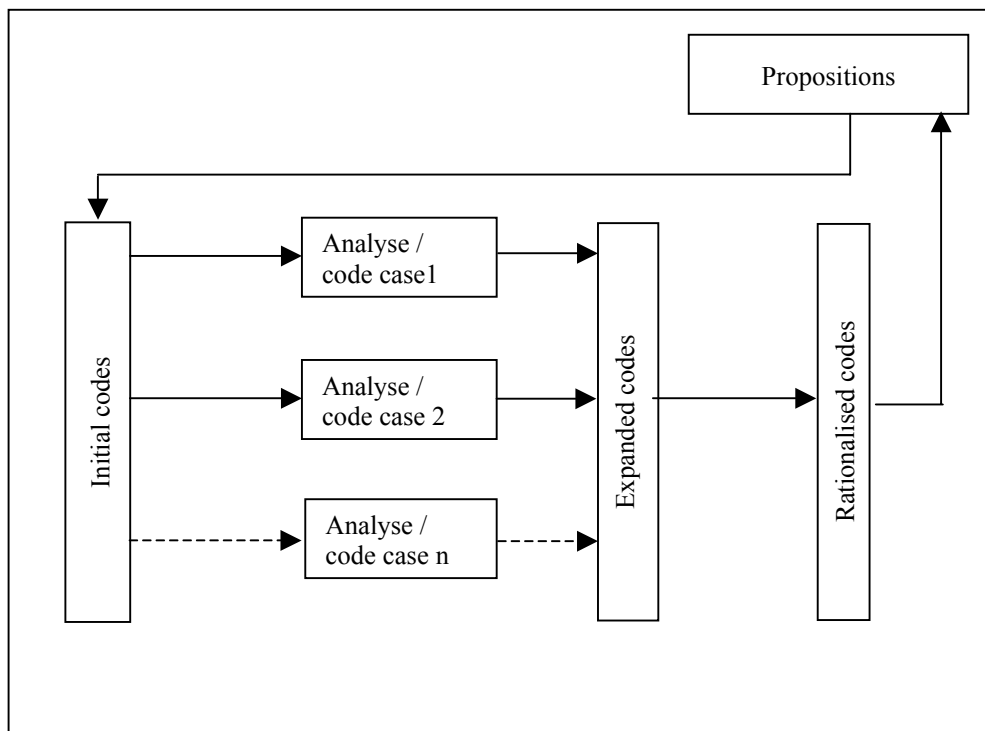 Propositions
Initial codes
Analyse /
code case1
Analyse /
code case 2
Analyse /
code case n
Expanded codes
Rationalised codes